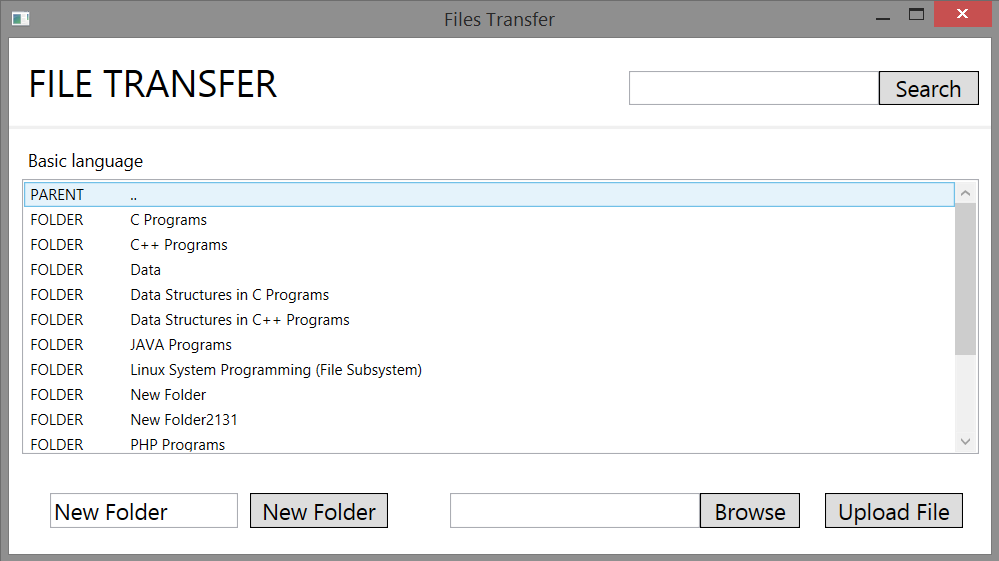 Files Transfer
FILE TRANSFER
Search
Basic language
PARENT ..
FOLDER C Programs
FOLDER C++ Programs
FOLDER Data
FOLDER Data Structures in C Programs
FOLDER Data Structures in C++ Programs
FOLDER JAVA Programs
FOLDER Linux System Programming (File Subsystem)
FOLDER New Folder
FOLDER New Folder2131
FOLDER PHP Programs
New Folder New Folder Browse Upload File